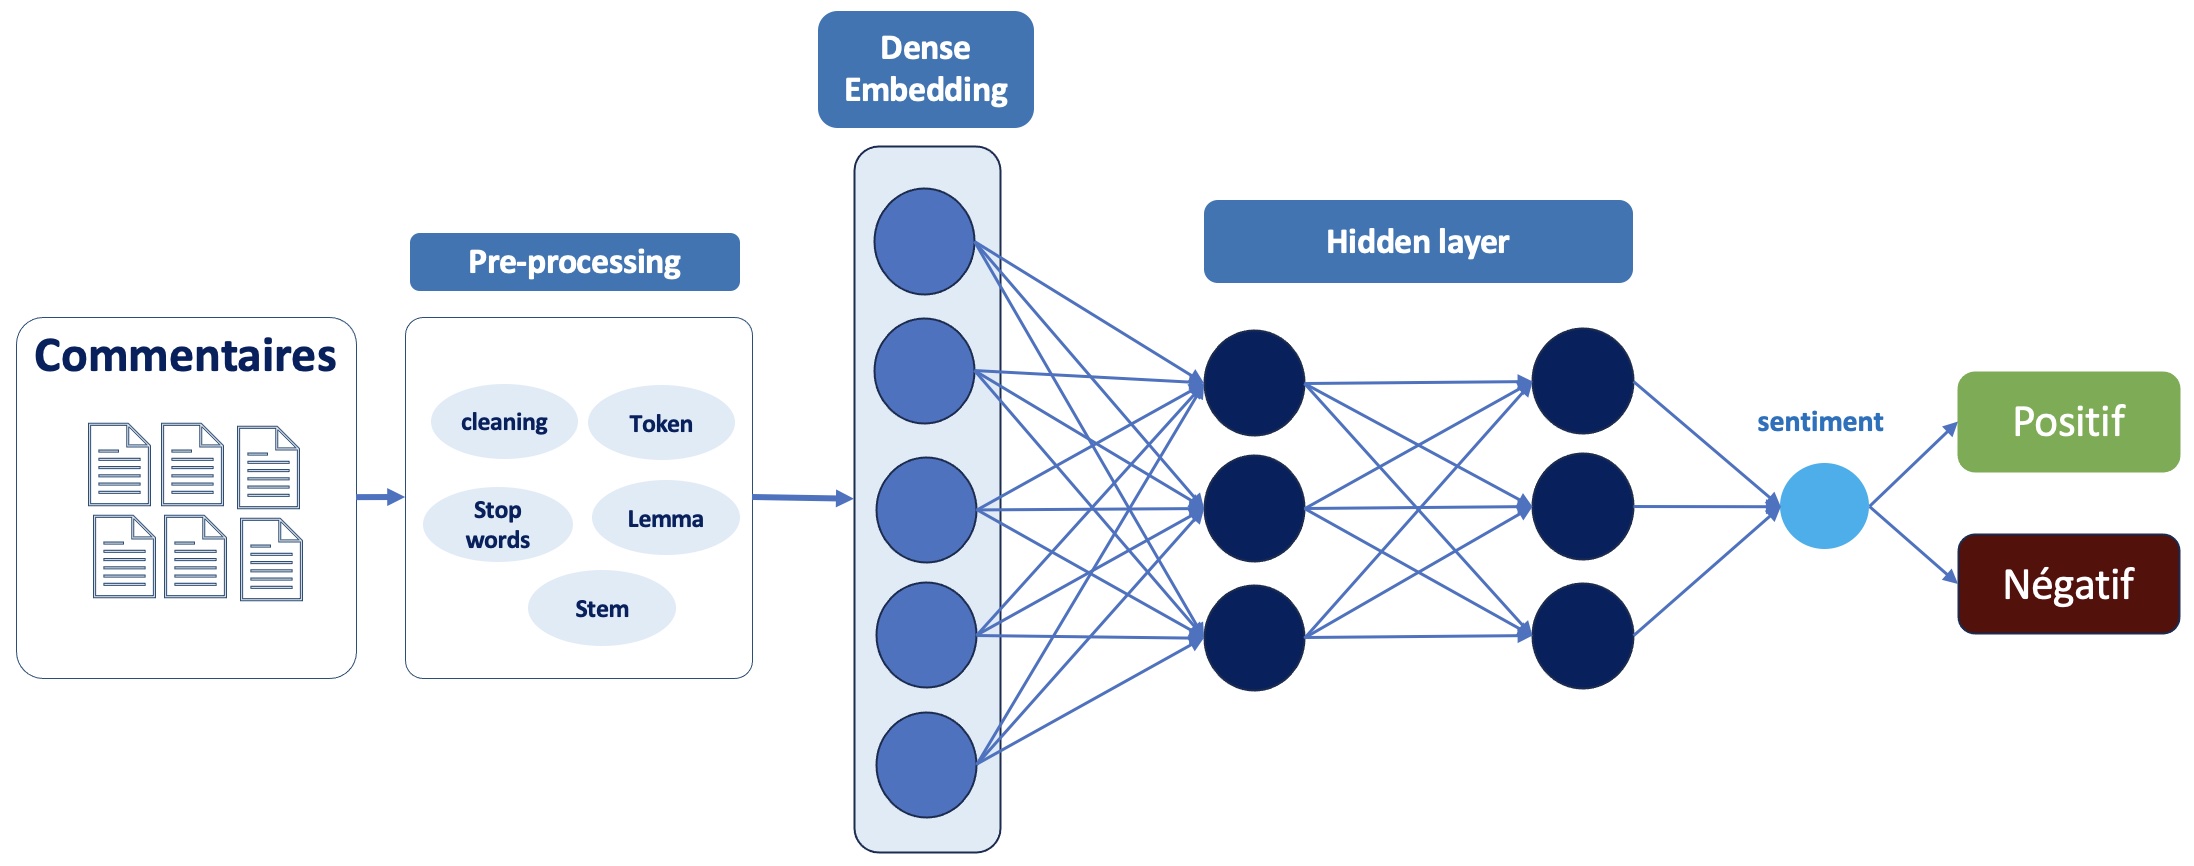 Dense
Embedding
Hidden layer
Pre-processing
Commentaires
cleaning
Token
Stop
words
Lemma
Stem
sentiment
Positif
Négatif